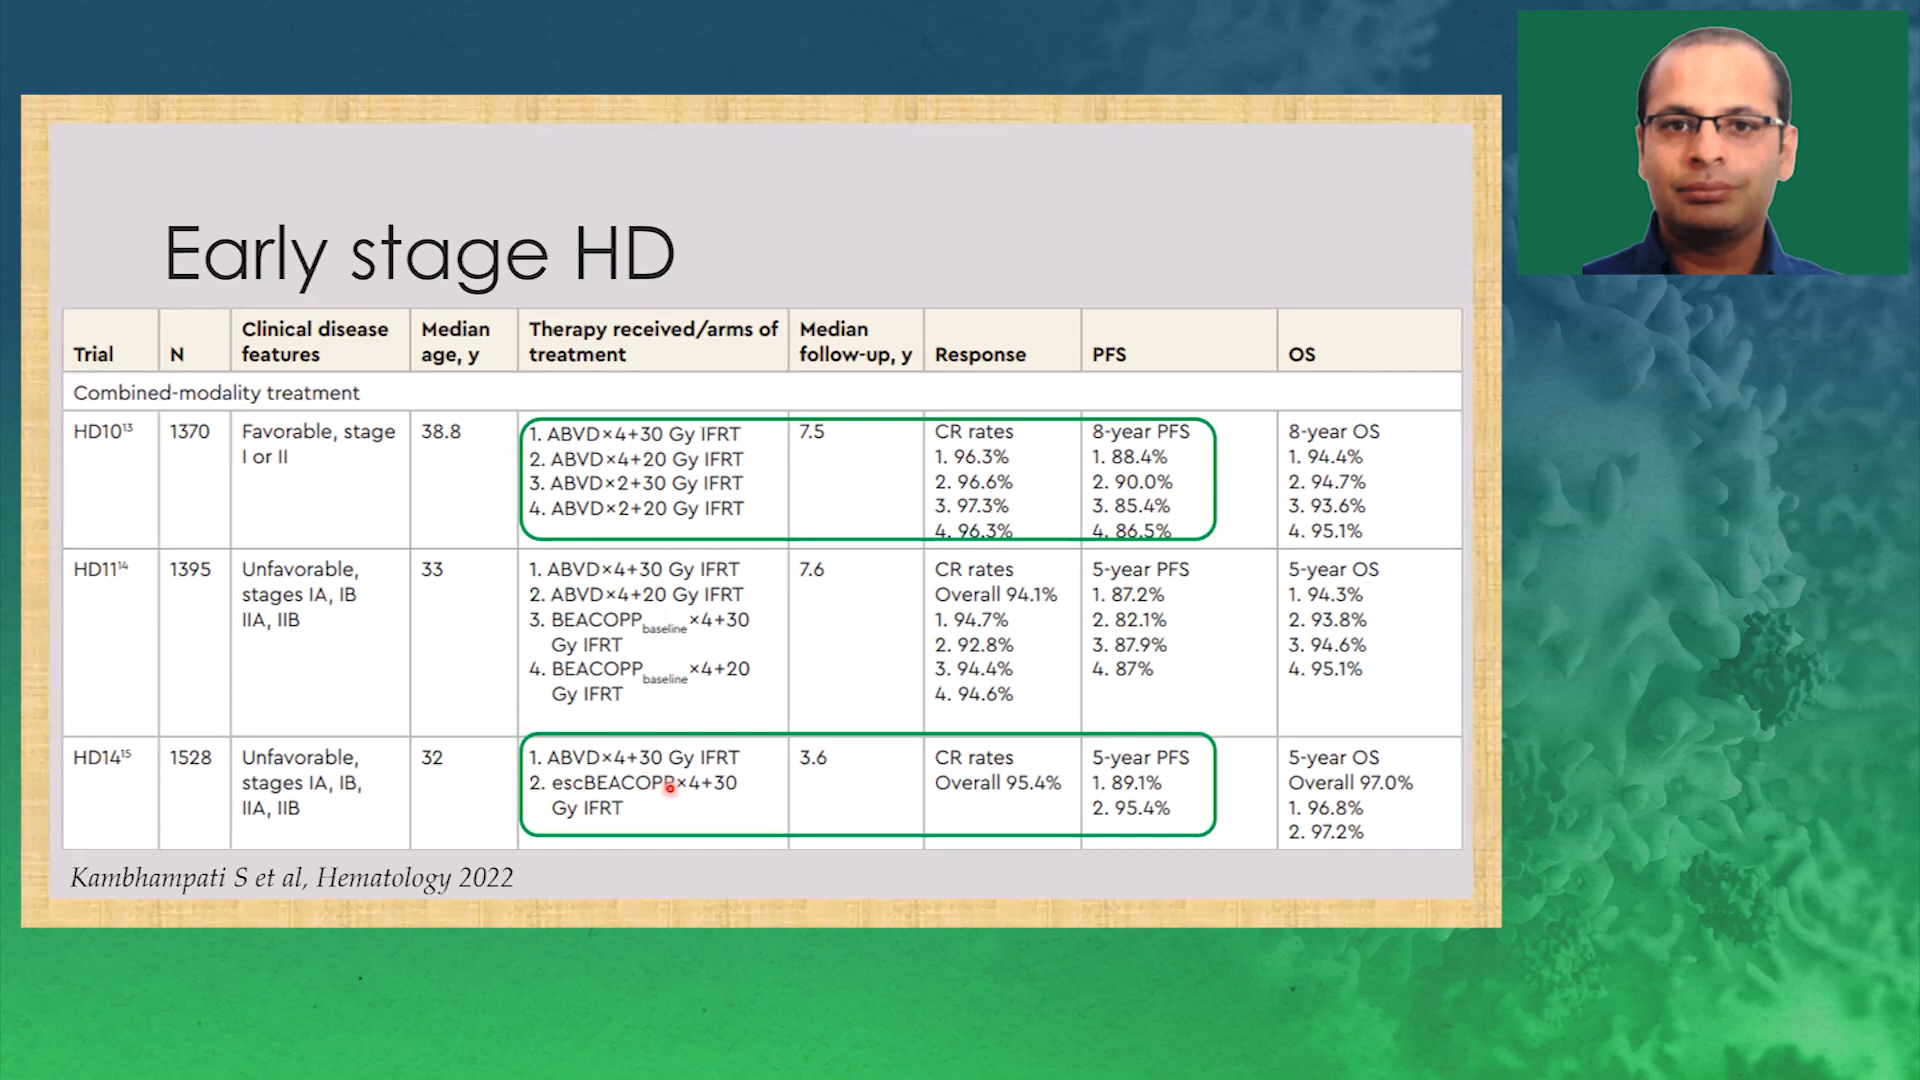 Early stage HD
Trial
N
Clinical disease
features
Median
age, y
Therapy received/arms of
treatment
Median
follow-up, y
Response
PFS
OS
Combined-modality treatment
HD10¹³
1370
Favorable, stage
I or II
38.8
1. ABVD×4+30 Gy IFRT
2. ABVD×4+20 Gy IFRT
3. ABVD×2+30 Gy IFRT
4. ABVD×2+20 Gy IFRT
7.5
CR rates
1. 96.3%
2. 96.6%
3. 97.3%
4. 96.3%
8-year PFS
1. 88.4%
2. 90.0%
3. 85.4%
4. 86.5%
8-year OS
1. 94.4%
2. 94.7%
3. 93.6%
4. 95.1%
HD11¹⁴
1395
Unfavorable,
stages IA, IB
IIA, IIB
33
1. ABVD×4+30 Gy IFRT
2. ABVD×4+20 Gy IFRT
3. BEACOPP baseline ×4+30
Gy IFRT
4. BEACOPP baseline ×4+20
Gy IFRT
7.6
CR rates
Overall 94.1%
1. 94.7%
2. 92.8%
3. 94.4%
4. 94.6%
5-year PFS
1. 87.2%
2. 82.1%
3. 87.9%
4. 87%
5-year OS
1. 94.3%
2. 93.8%
3. 94.6%
4. 95.1%
HD14¹⁵
1528
Unfavorable,
stages IA, IB,
IIA, IIB
32
1. ABVD×4+30 Gy IFRT
2. escBEACOPP×4+30
Gy IFRT
3.6
CR rates
Overall 95.4%
5-year PFS
1. 89.1%
2. 95.4%
5-year OS
Overall 97.0%
1. 96.8%
2. 97.2%
Kambhampati S et al, Hematology 2022